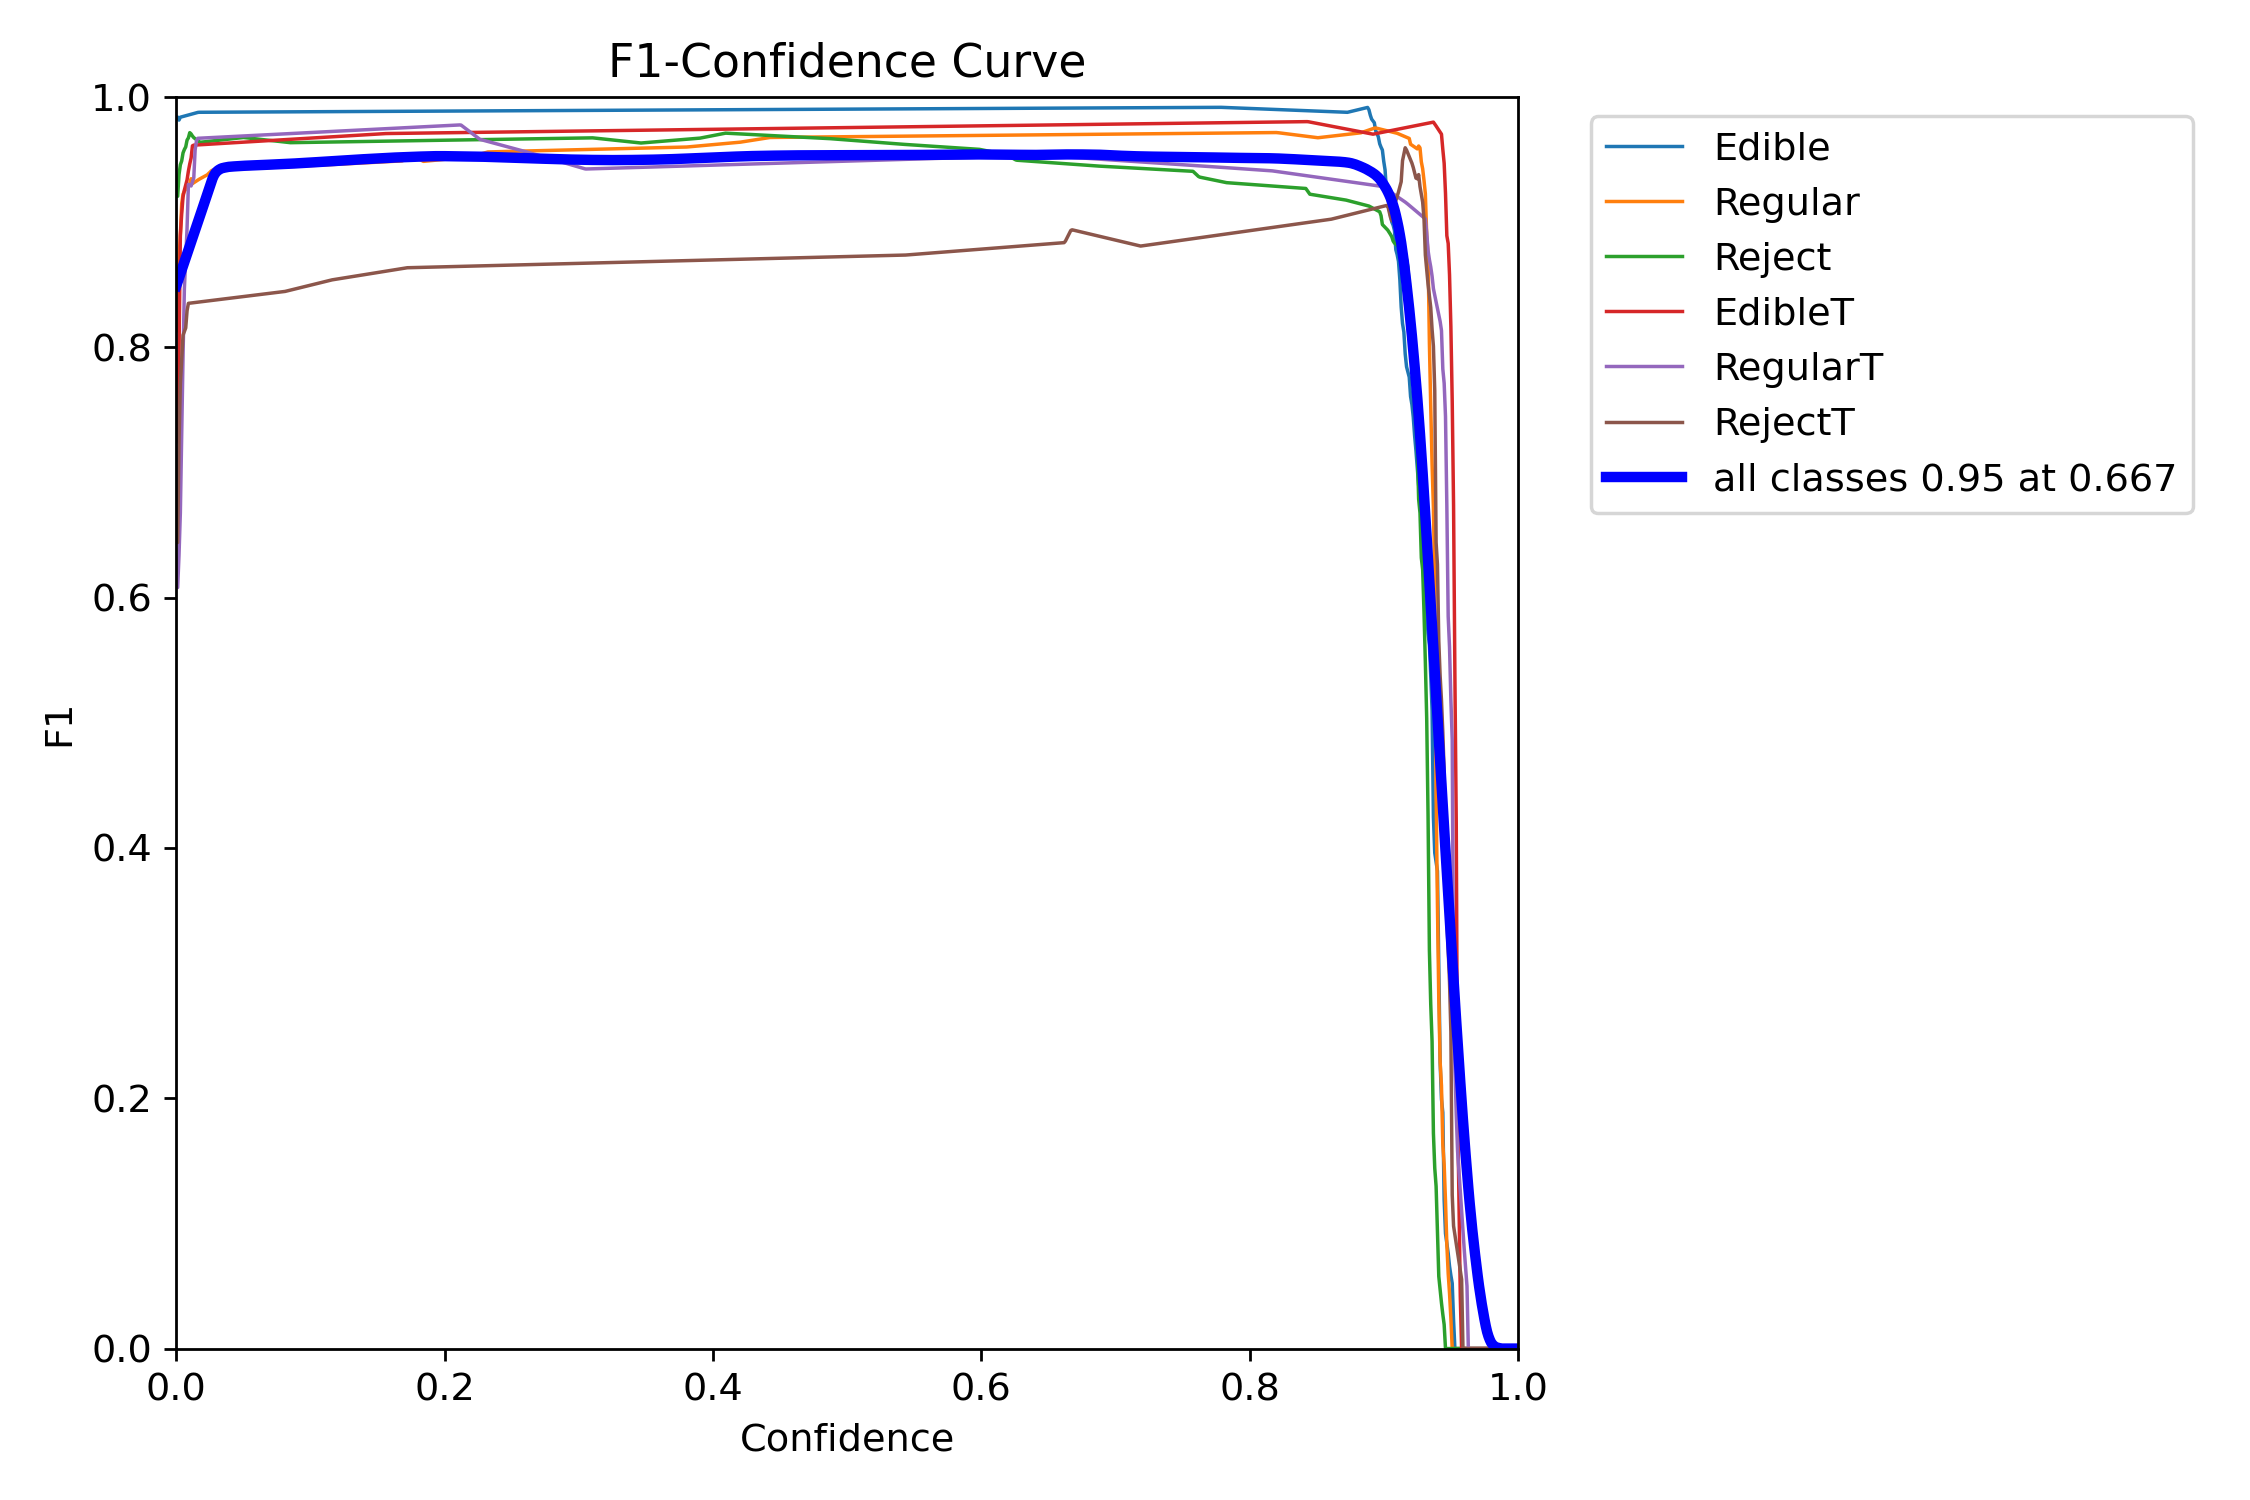 F1-Confidence Curve
1.0
0.8
0.6
0.4
0.2
0.0
F1
0.0 0.2 0.4 0.6 0.8 1.0
Confidence
Edible
Regular
Reject
EdibleT
RegularT
RejectT
all classes 0.95 at 0.667